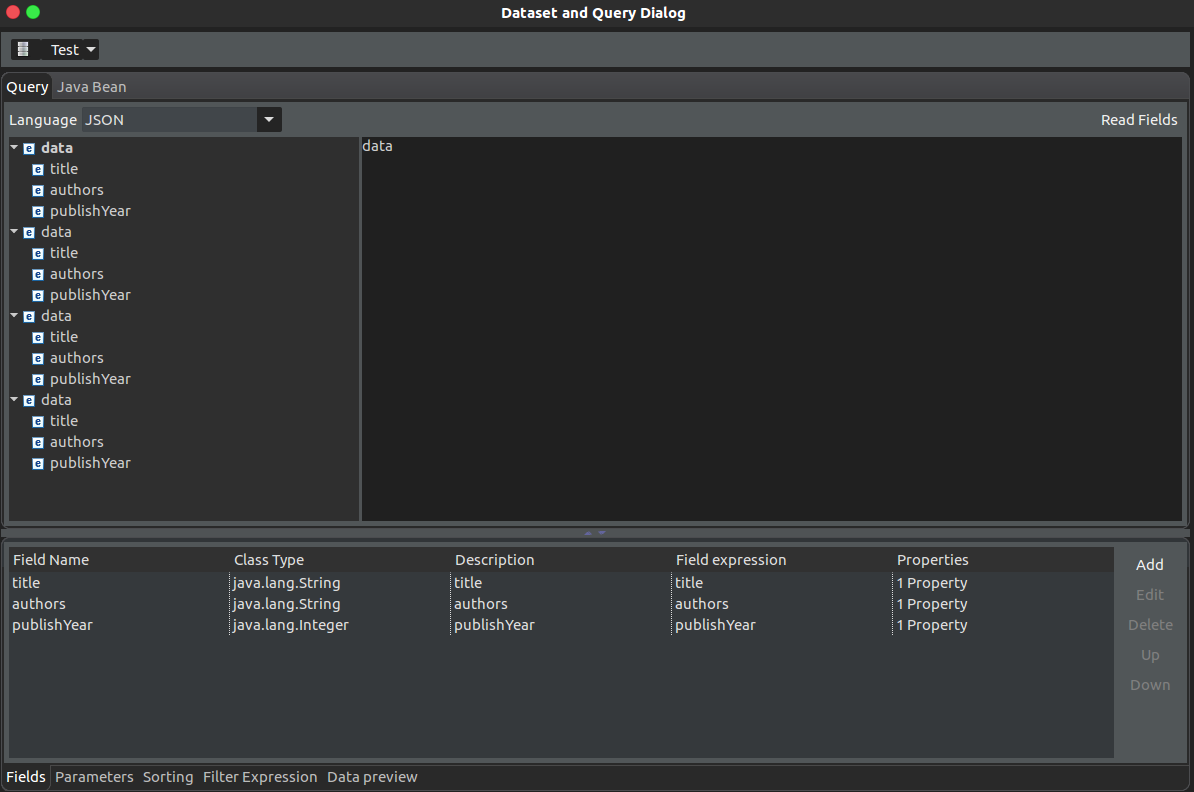 Dataset and Query Dialog
Test
Query Java Bean
Language JSON Read Fields
data
data
title
authors
publishYear
data
title
authors
publishYear
data
title
authors
publishYear
data
title
authors
publishYear
Field Name Class Type Description Field expression Properties
title java.lang.String title title 1 Property
authors java.lang.String authors authors 1 Property
publishYear java.lang.Integer publishYear publishYear 1 Property
Add
Edit
Delete
Up
Down
Fields Parameters Sorting Filter Expression Data preview